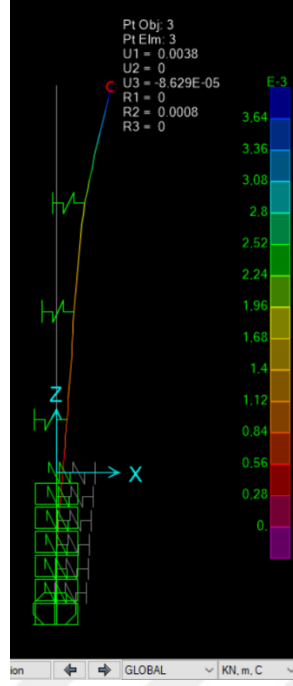 Pt Obj: 3
Pt Elm: 3
U1 = 0.0038
U2 = 0
U3 = -8.629E-05
R1 = 0
R2 = 0.0008
R3 = 0
E-3
3.64
3.36
3.08
2.8
2.52
2.24
1.96
1.68
1.4
1.12
0.84
0.56
0.28
0.
Z
X
ion
GLOBAL
KN, m, C